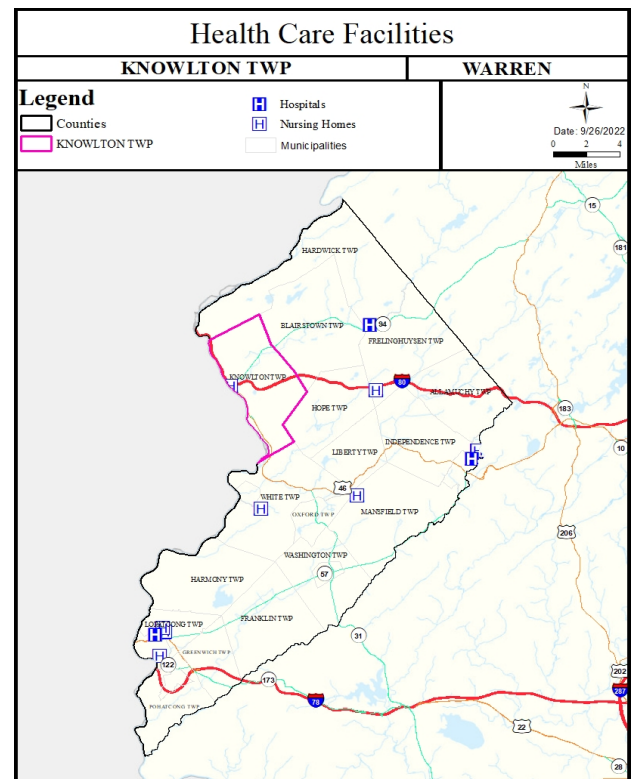 Health Care Facilities
KNOWLTON TWP
WARREN
Legend
Counties
KNOWLTON TWP
H Hospitals
H Nursing Homes
Municipalities
N
Date: 9/26/2022
0 2 4
Miles
15
181
HARDWICK TWP
BLAIRSTOWN TWP
H
94
FRELINGHUYSEN TWP
KNOWLTON TWP
H
H
80
ALLAMUCHY TWP
HOPE TWP
183
INDEPENDENCE TWP
10
LIBERTY TWP
H
46
H
WHITE TWP
H
OXFORD TWP
MANSFIELD TWP
206
WASHINGTON TWP
57
HARMONY TWP
FRANKLIN TWP
LOPATCONG TWP
H
31
GREENWICH TWP
H
122
173
202
287
78
POHATCONG TWP
22
28